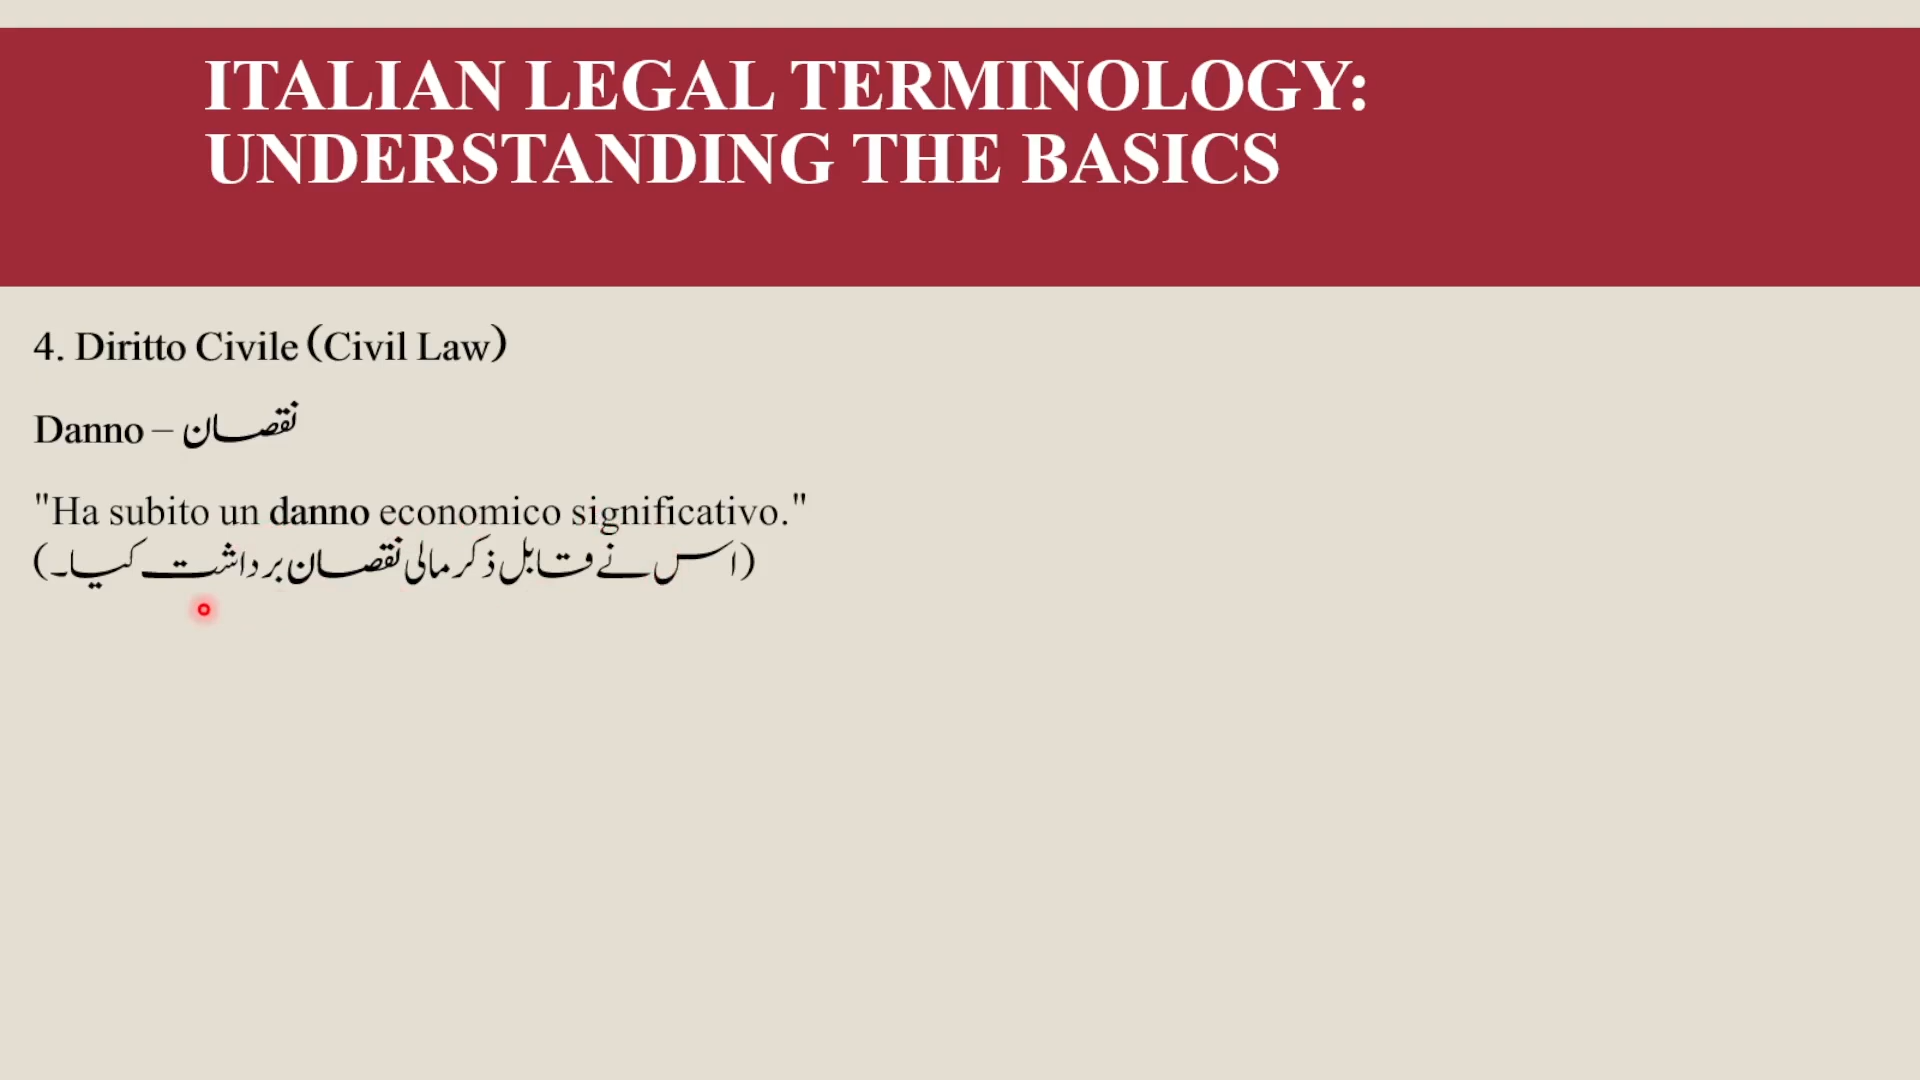 ITALIAN LEGAL TERMINOLOGY:
UNDERSTANDING THE BASICS
4. Diritto Civile (Civil Law)
Danno – نقصان
"Ha subito un danno economico significativo."
(اس نے قابل ذکر مالی نقصان برداشت کیا۔)